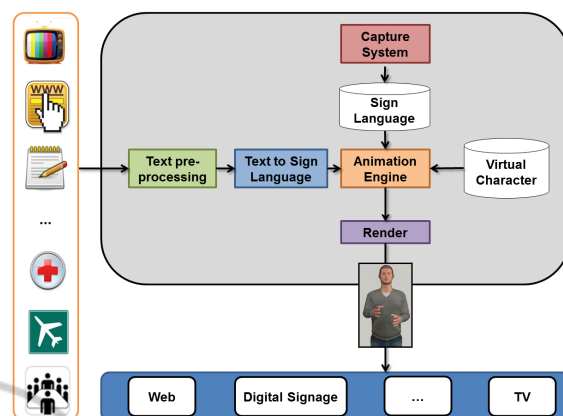 Capture
System
WWW
Sign
Language
Text pre-
processing
Text to Sign
Language
Animation
Engine
Virtual
Character
...
Render
Web
Digital Signage
...
TV